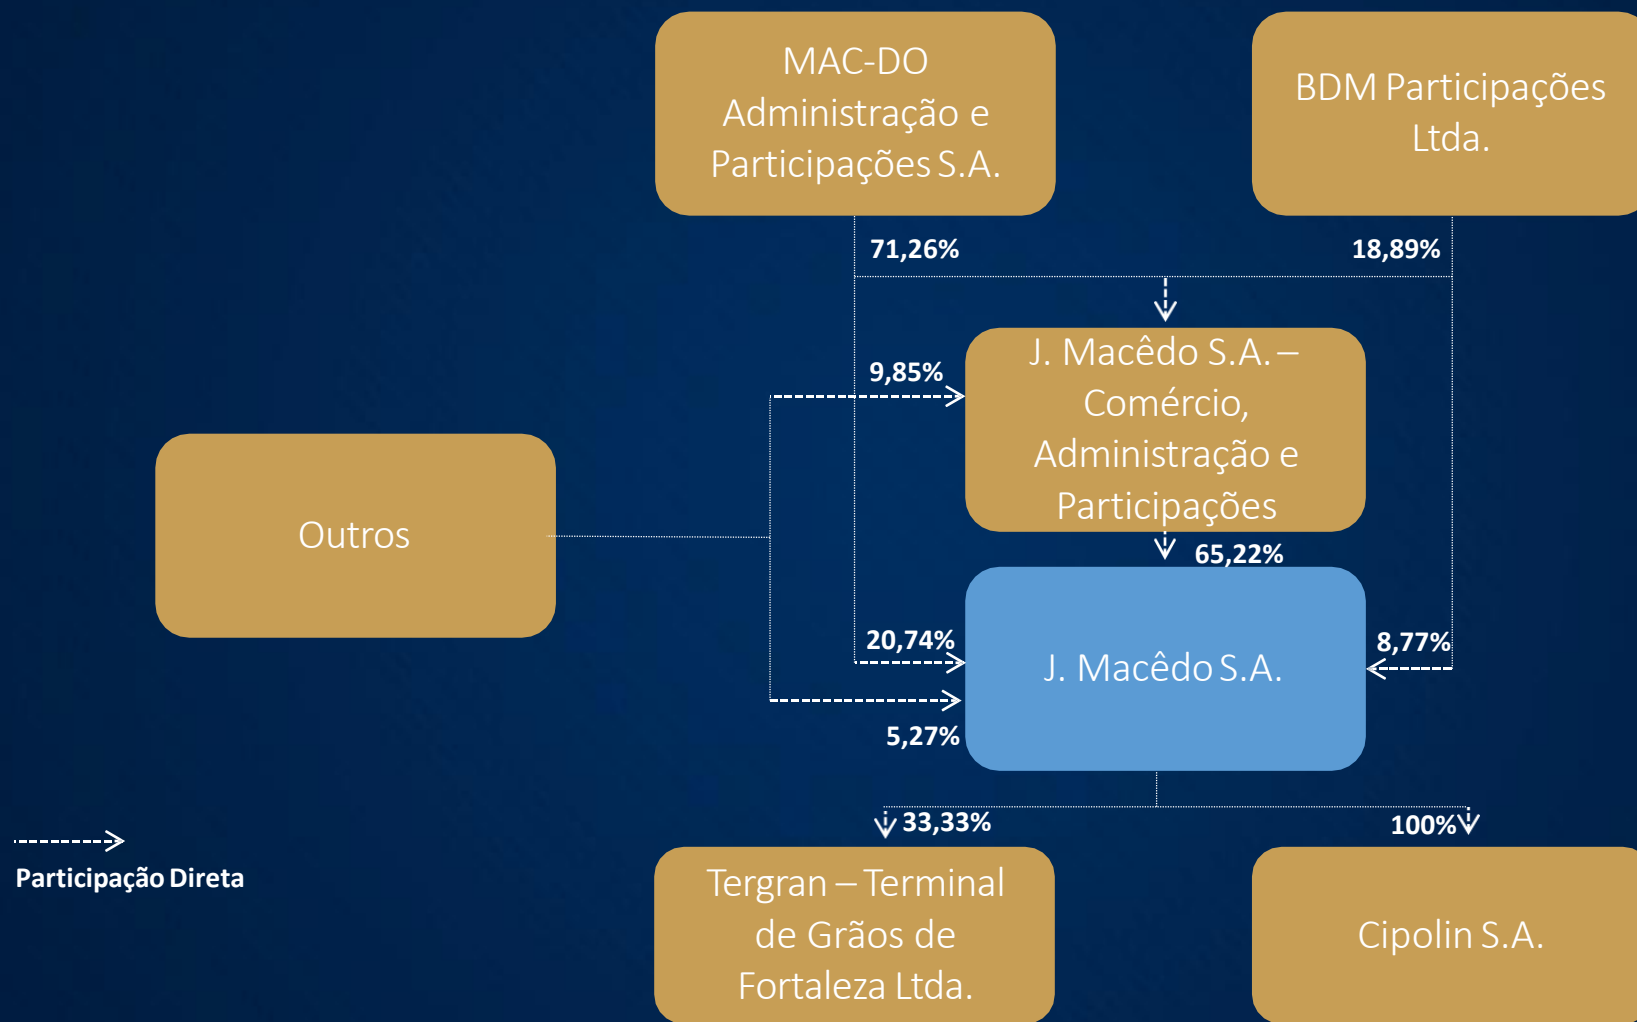 MAC-DO
Administração e
Participações S.A.
BDM Participações
Ltda.
71,26%
18,89%
J. Macêdo S.A. –
Comércio,
Administração e
Participações
9,85%
Outros
65,22%
20,74%
J. Macêdo S.A.
8,77%
5,27%
33,33%
100%
Participação Direta
Tergran – Terminal
de Grãos de
Fortaleza Ltda.
Cipolin S.A.